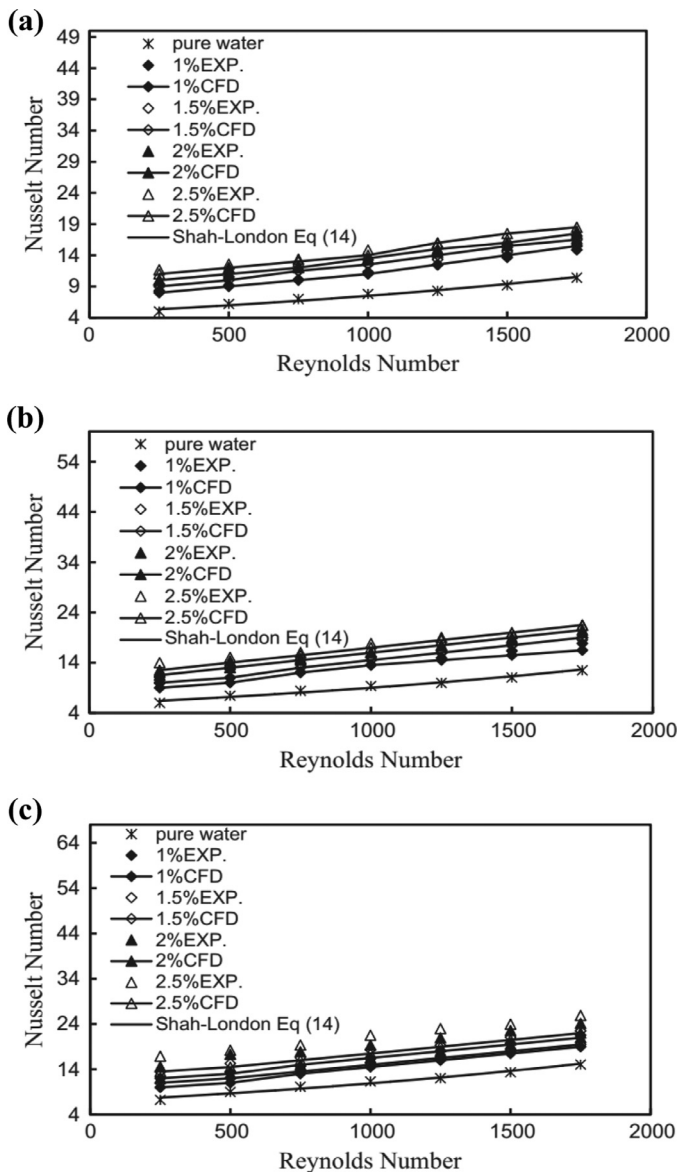 (a)
49
44
39
34
29
24
19
14
9
4
Nusselt Number
pure water
1%EXP.
1%CFD
1.5%EXP.
1.5%CFD
2%EXP.
2%CFD
2.5%EXP.
2.5%CFD
Shah-London Eq (14)
0 500 1000 1500 2000
Reynolds Number
(b)
54
44
34
24
14
4
Nusselt Number
pure water
1%EXP.
1%CFD
1.5%EXP.
1.5%CFD
2%EXP.
2%CFD
2.5%EXP.
2.5%CFD
Shah-London Eq (14)
0 500 1000 1500 2000
Reynolds Number
(c)
64
54
44
34
24
14
4
Nusselt Number
pure water
1%EXP.
1%CFD
1.5%EXP.
1.5%CFD
2%EXP.
2%CFD
2.5%EXP.
2.5%CFD
Shah-London Eq (14)
0 500 1000 1500 2000
Reynolds Number